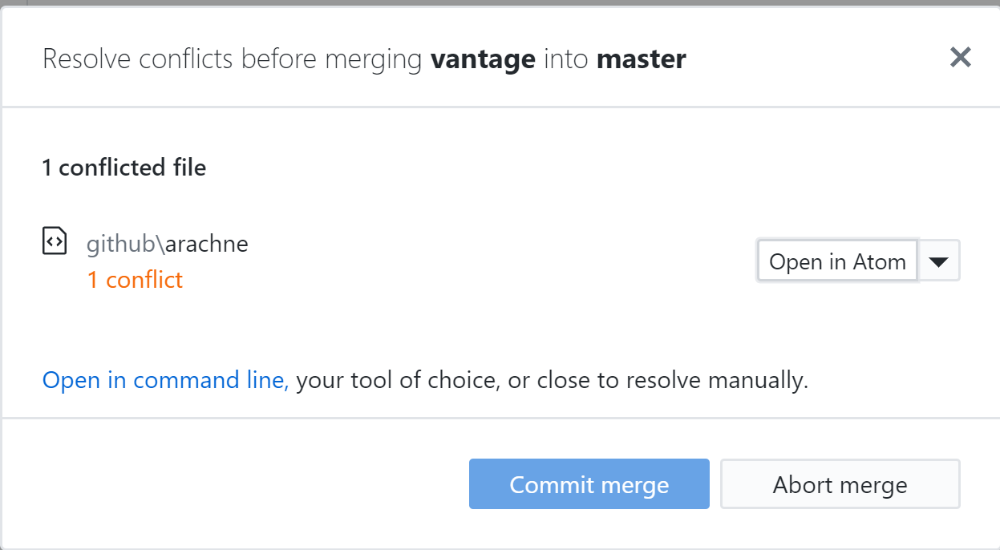 Resolve conflicts before merging vantage into master
1 conflicted file
github\arachne
1 conflict
Open in Atom
Open in command line, your tool of choice, or close to resolve manually.
Commit merge
Abort merge